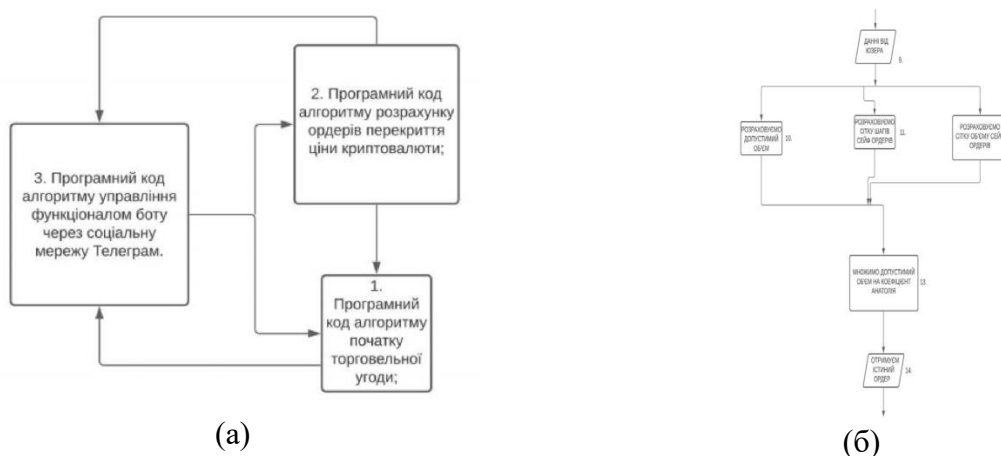 2. Програмний код
алгоритму розрахунку
ордерів перекриття
ціни криптовалюти;
3. Програмний код
алгоритму управління
функціоналом боту
через соціальну
мережу Телеграм.
1.
Програмний
код алгоритму
початку
торговельної
угоди;
(а)
ДАННІ ВІД
ЮЗЕРА
9.
РОЗРАХОВУЄМО
ДОПУСТИМИЙ
ОБ'ЄМ
10.
РОЗРАХОВУЄМО
СІТКУ ШАГІВ
СЕЙФ ОРДЕРІВ
11.
РОЗРАХОВУЄМО
СІТКУ ОБ'ЄМУ СЕЙФ
ОРДЕРІВ
МНОЖИМО ДОПУСТИМИЙ
ОБ'ЄМ НА КОЕФІЦІЄНТ
АНАТОЛІЯ
13.
ОТРИМУЄМ
ІСТИНИЙ
ОРДЕР
14.
(б)